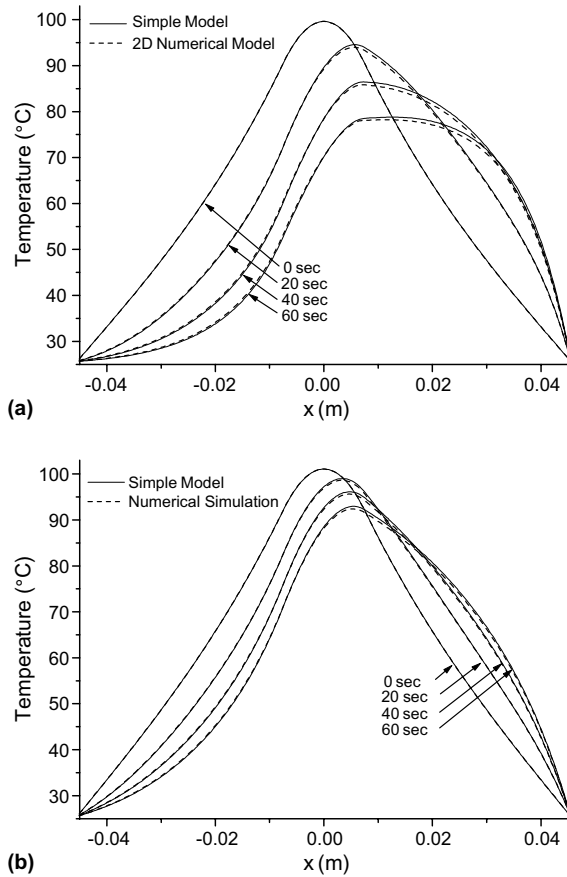 Simple Model
2D Numerical Model
Temperature (°C)
100
90
80
70
60
50
40
30
0 sec
20 sec
40 sec
60 sec
-0.04
-0.02
0.00
0.02
0.04
x (m)
(a)
Simple Model
Numerical Simulation
Temperature (°C)
100
90
80
70
60
50
40
30
0 sec
20 sec
40 sec
60 sec
-0.04
-0.02
0.00
0.02
0.04
x (m)
(b)